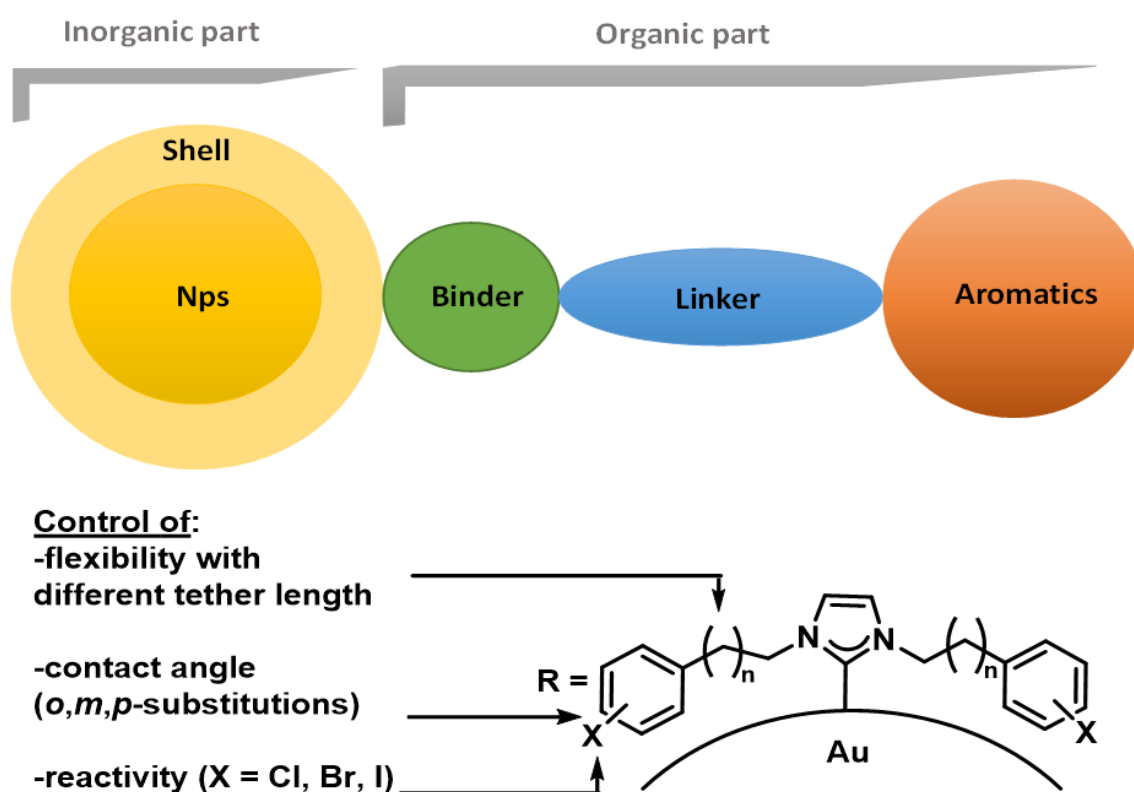 Inorganic part
Organic part
Shell
Nps
Binder
Linker
Aromatics
Control of:
-flexibility with
different tether length
-contact angle
(o,m,p-substitutions)
-reactivity (X = Cl, Br, I)
R =
X
n
N
N
n
X
Au